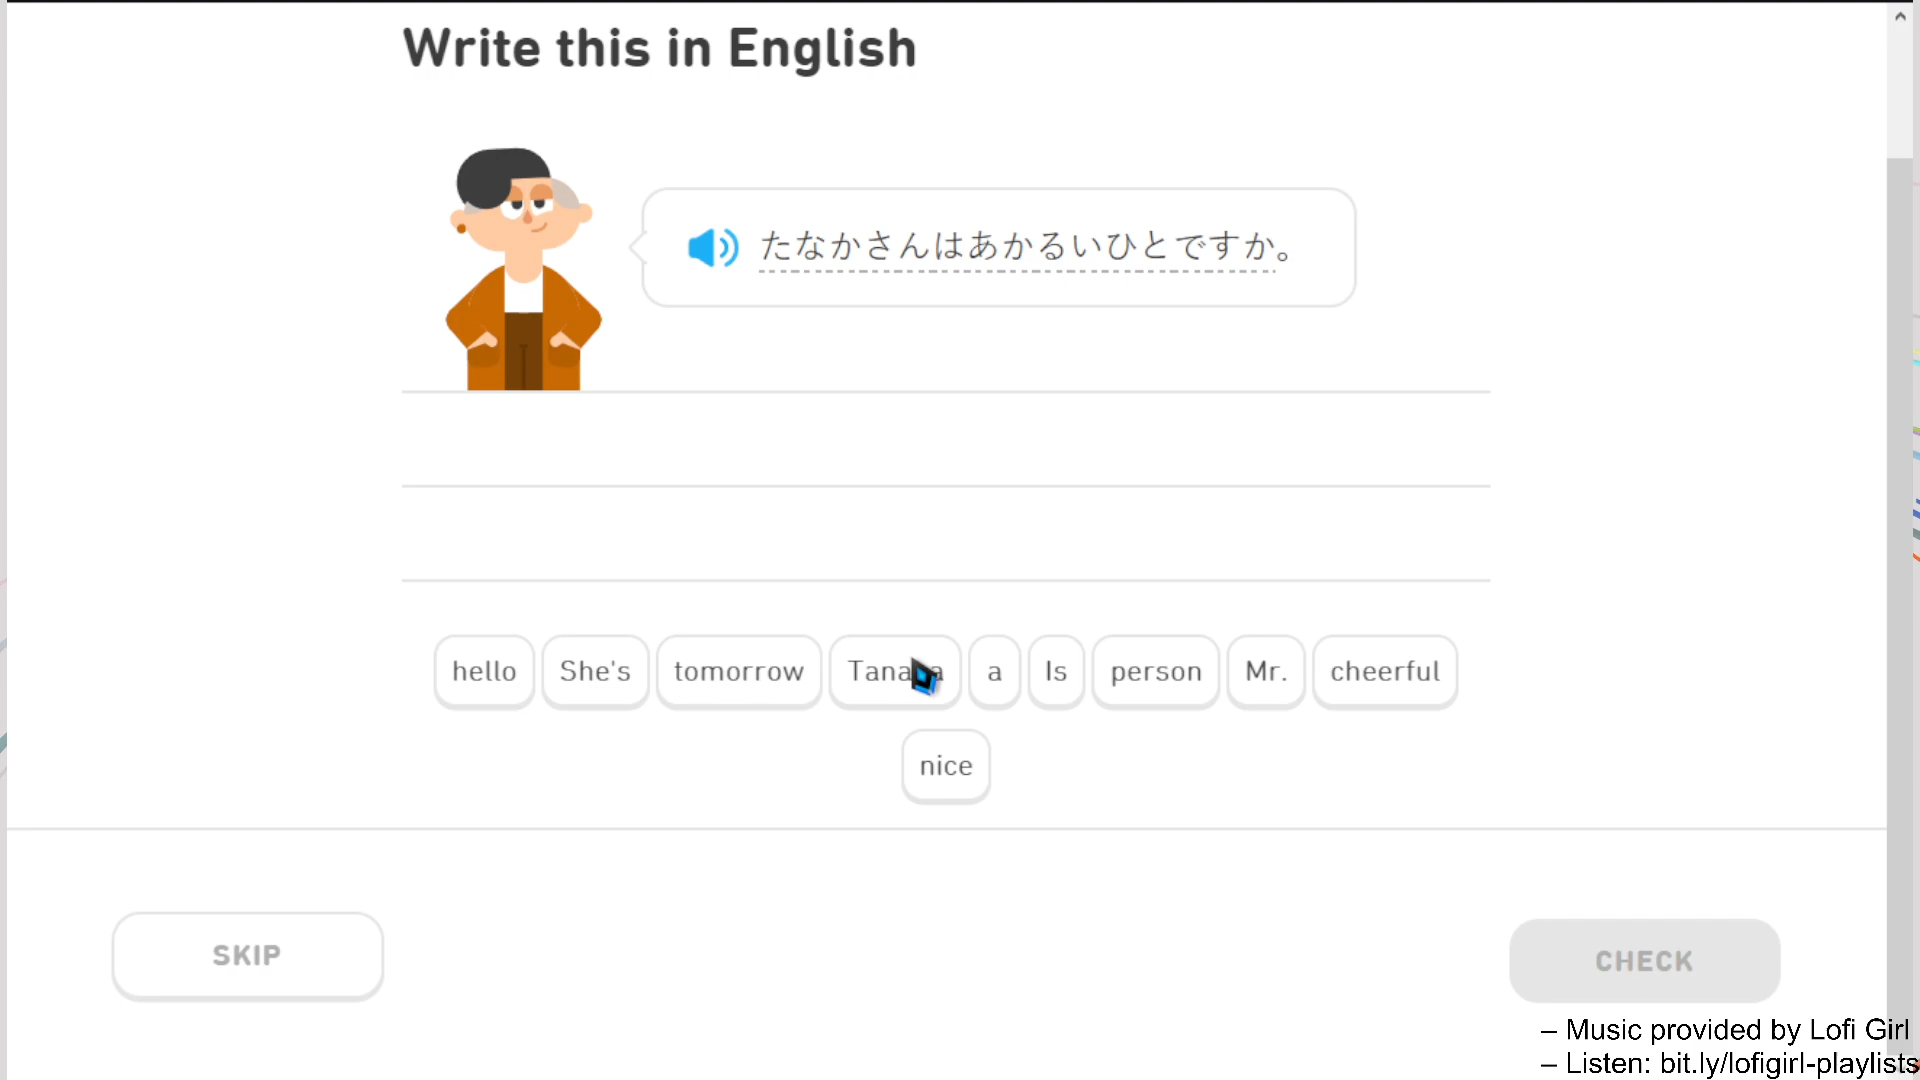 Write this in English
たなかさんはあかるいひとですか。
hello She's tomorrow a Is person Mr. cheerful
nice
SKIP
CHECK
– Music provided by Lofi Girl
– Listen: bit.ly/lofigirl-playlists